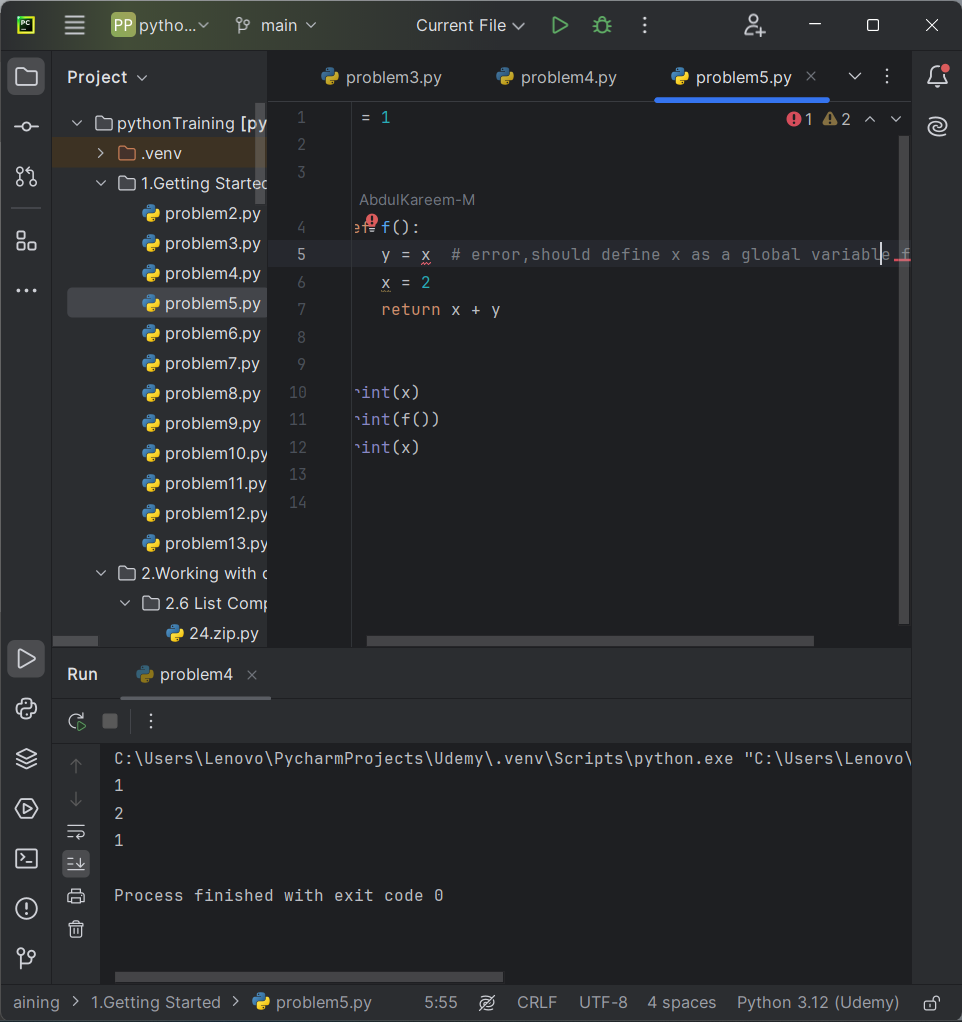 PC
PP pytho... main Current File
Project
problem3.py problem4.py problem5.py
pythonTraining [py
.venv
1.Getting Started
problem2.py
problem3.py
problem4.py
problem5.py
problem6.py
problem7.py
problem8.py
problem9.py
problem10.py
problem11.py
problem12.py
problem13.py
2.Working with
2.6 List Comp
24.zip.py
1 = 1
1 2
2
3
AbdulKareem-M
4 ef f():
5 y = x # error,should define x as a global variable f
6 x = 2
7 return x + y
8
9
10 rint(x)
11 rint(f())
12 rint(x)
13
14
Run problem4
C:\Users\Lenovo\PycharmProjects\Udemy\.venv\Scripts\python.exe "C:\Users\Lenovo\
1
2
1
Process finished with exit code 0
aining > 1.Getting Started > problem5.py 5:55 CRLF UTF-8 4 spaces Python 3.12 (Udemy)